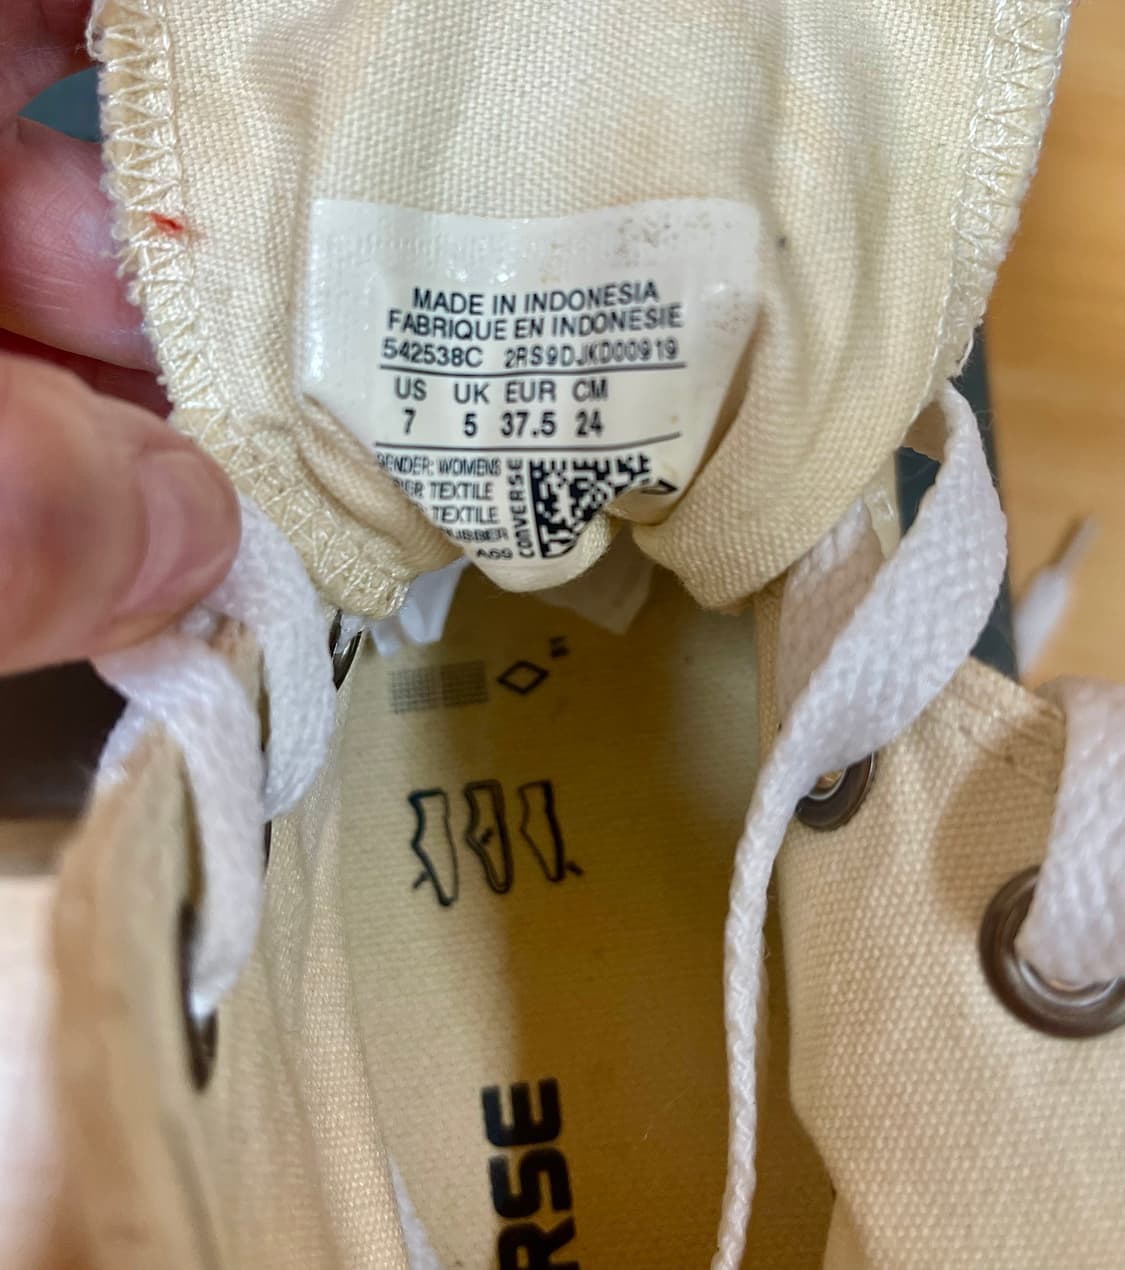 MADE IN INDONESIA
FABRIQUE EN INDONESIE
542538C 2RS9DJKD00919
US UK EUR CM
7 5 37.5 24
GENDER: WOMENS
TEXTILE
TEXTILE
A69
CONVERSE
RSE